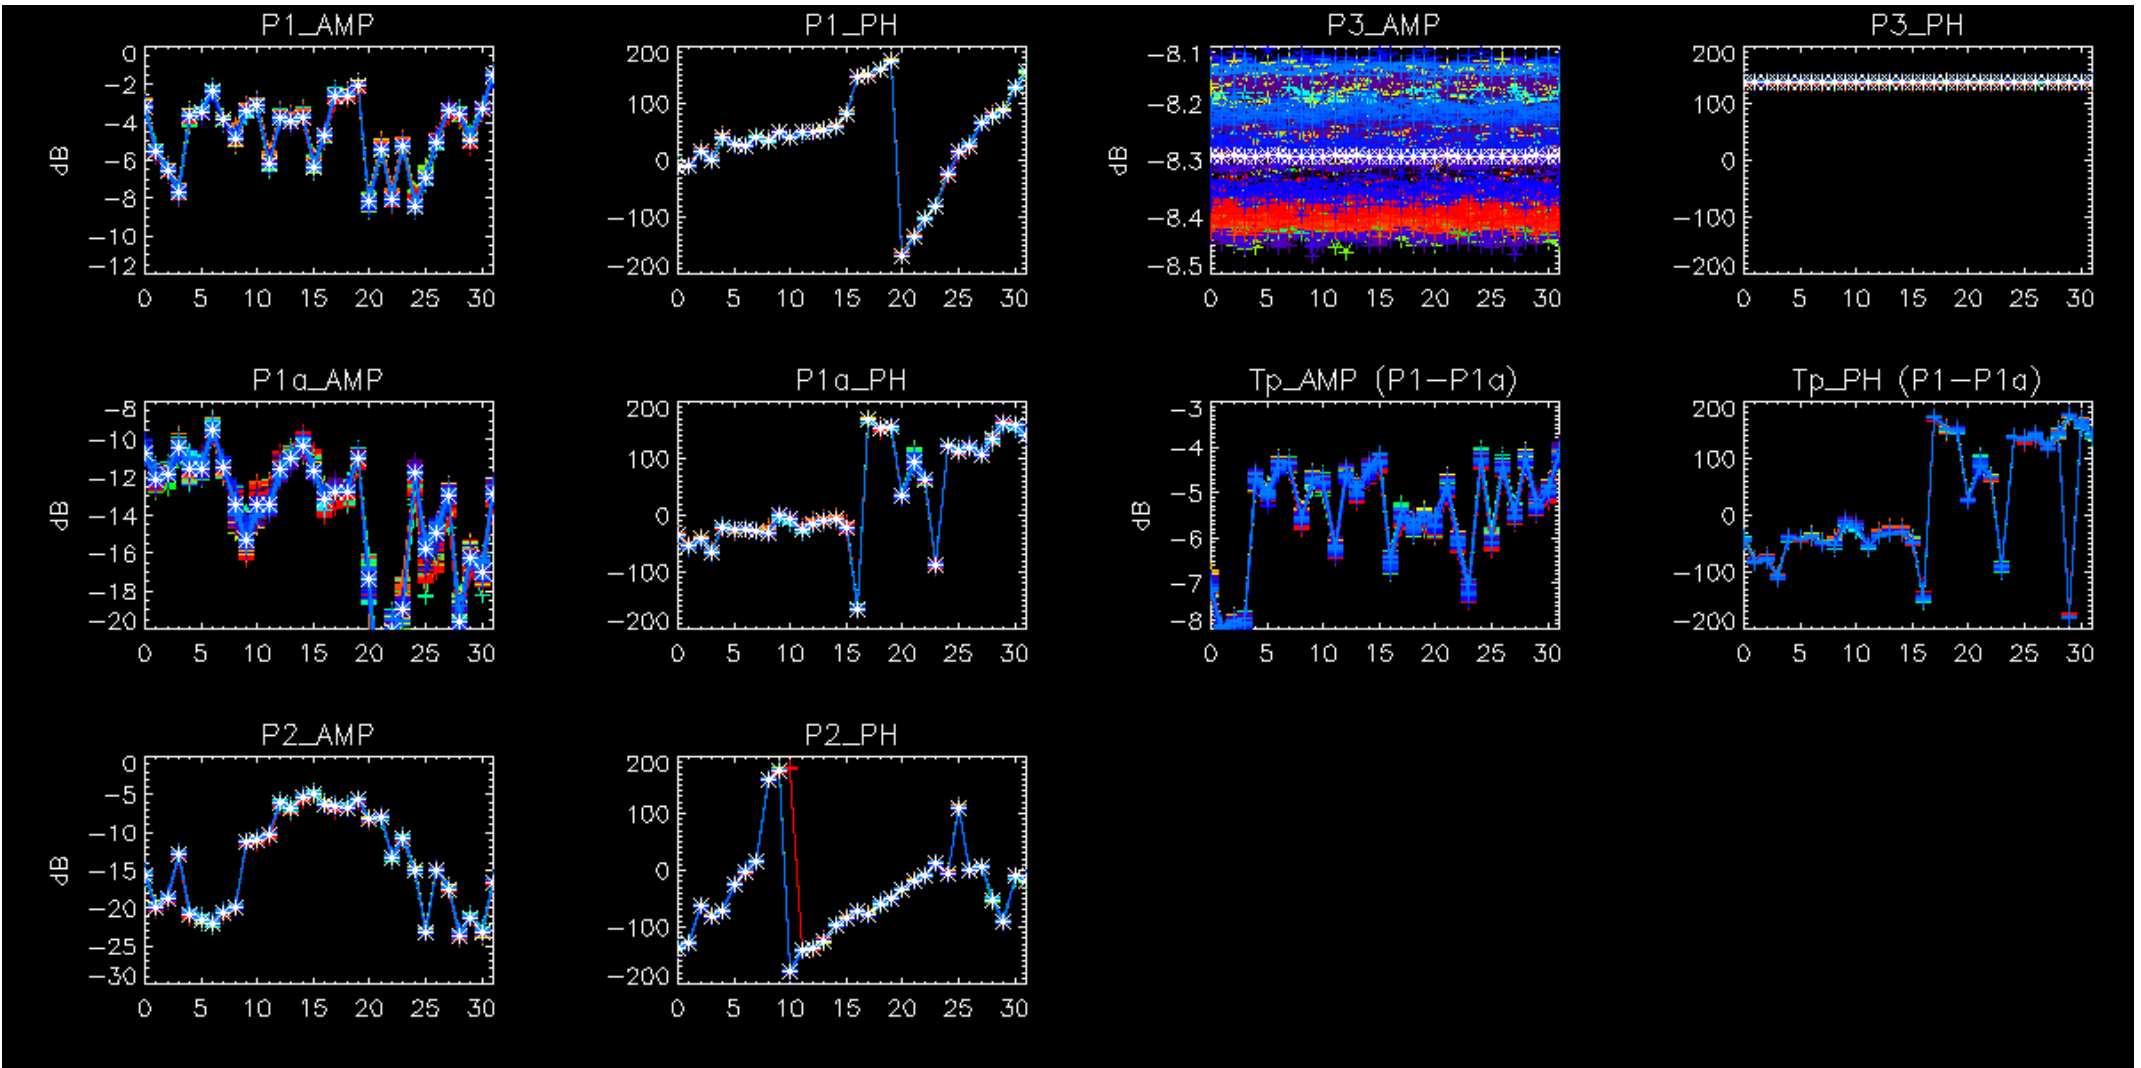 P1_AMP
P1_PH
P3_AMP
P3_PH
0
-2
-4
-6
-8
-10
-12
dB
0 5 10 15 20 25 30
200
100
0
-100
-200
0 5 10 15 20 25 30
-8.1
-8.2
-8.3
-8.4
-8.5
dB
0 5 10 15 20 25 30
200
100
0
-100
-200
0 5 10 15 20 25 30
P1a_AMP
P1a_PH
Tp_AMP (P1-P1a)
Tp_PH (P1-P1a)
-8
-10
-12
-14
-16
-18
-20
dB
0 5 10 15 20 25 30
200
100
0
-100
-200
0 5 10 15 20 25 30
-3
-4
-5
-6
-7
-8
dB
0 5 10 15 20 25 30
200
100
0
-100
-200
0 5 10 15 20 25 30
P2_AMP
P2_PH
0
-5
-10
-15
-20
-25
-30
dB
0 5 10 15 20 25 30
200
100
0
-100
-200
0 5 10 15 20 25 30